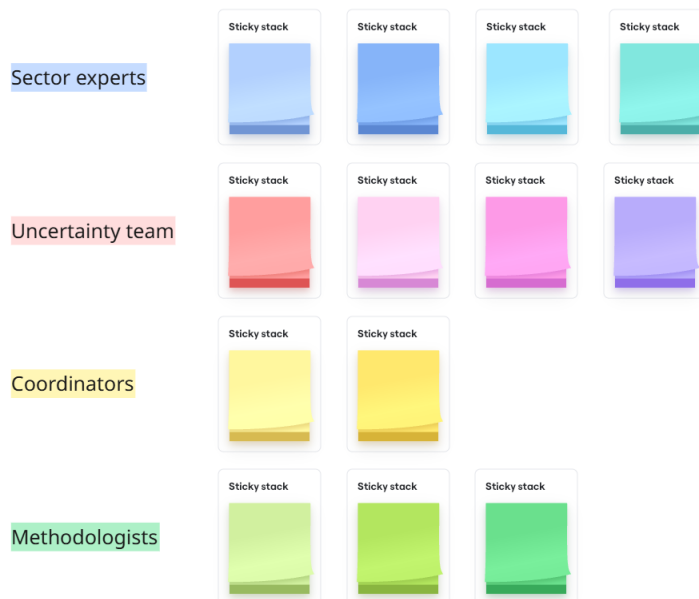 Sticky stack Sticky stack Sticky stack Sticky stack
Sector experts
Sticky stack Sticky stack Sticky stack Sticky stack
Uncertainty team
Sticky stack Sticky stack
Coordinators
Sticky stack Sticky stack Sticky stack
Methodologists